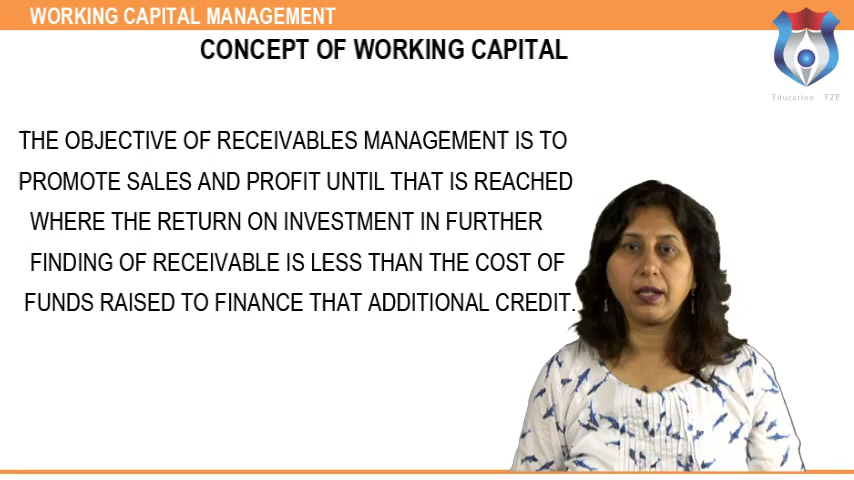 WORKING CAPITAL MANAGEMENT
CONCEPT OF WORKING CAPITAL
Education FZE
THE OBJECTIVE OF RECEIVABLES MANAGEMENT IS TO
PROMOTE SALES AND PROFIT UNTIL THAT IS REACHED
WHERE THE RETURN ON INVESTMENT IN FURTHER
FINDING OF RECEIVABLE IS LESS THAN THE COST OF
FUNDS RAISED TO FINANCE THAT ADDITIONAL CREDIT.